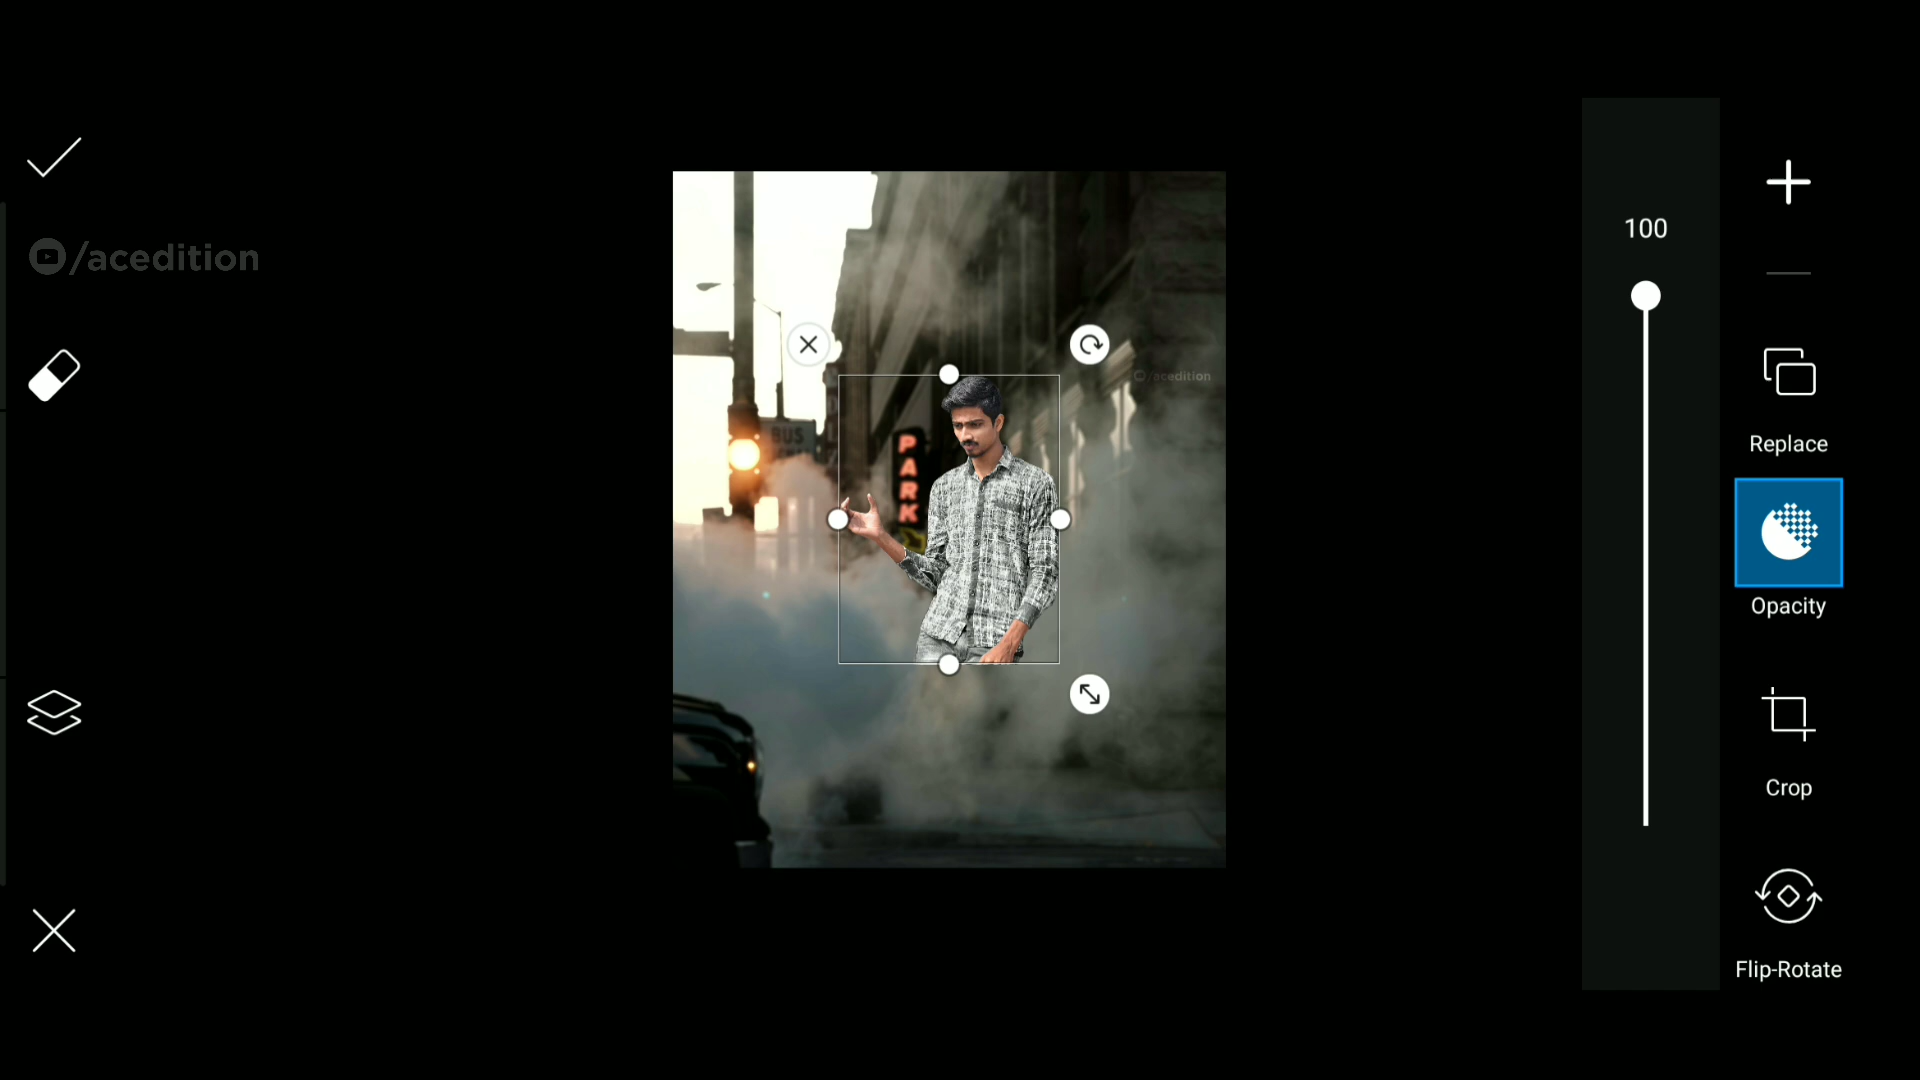 /acedition
100
Replace
Opacity
Crop
Flip-Rotate
/acedition
BUS
PARK